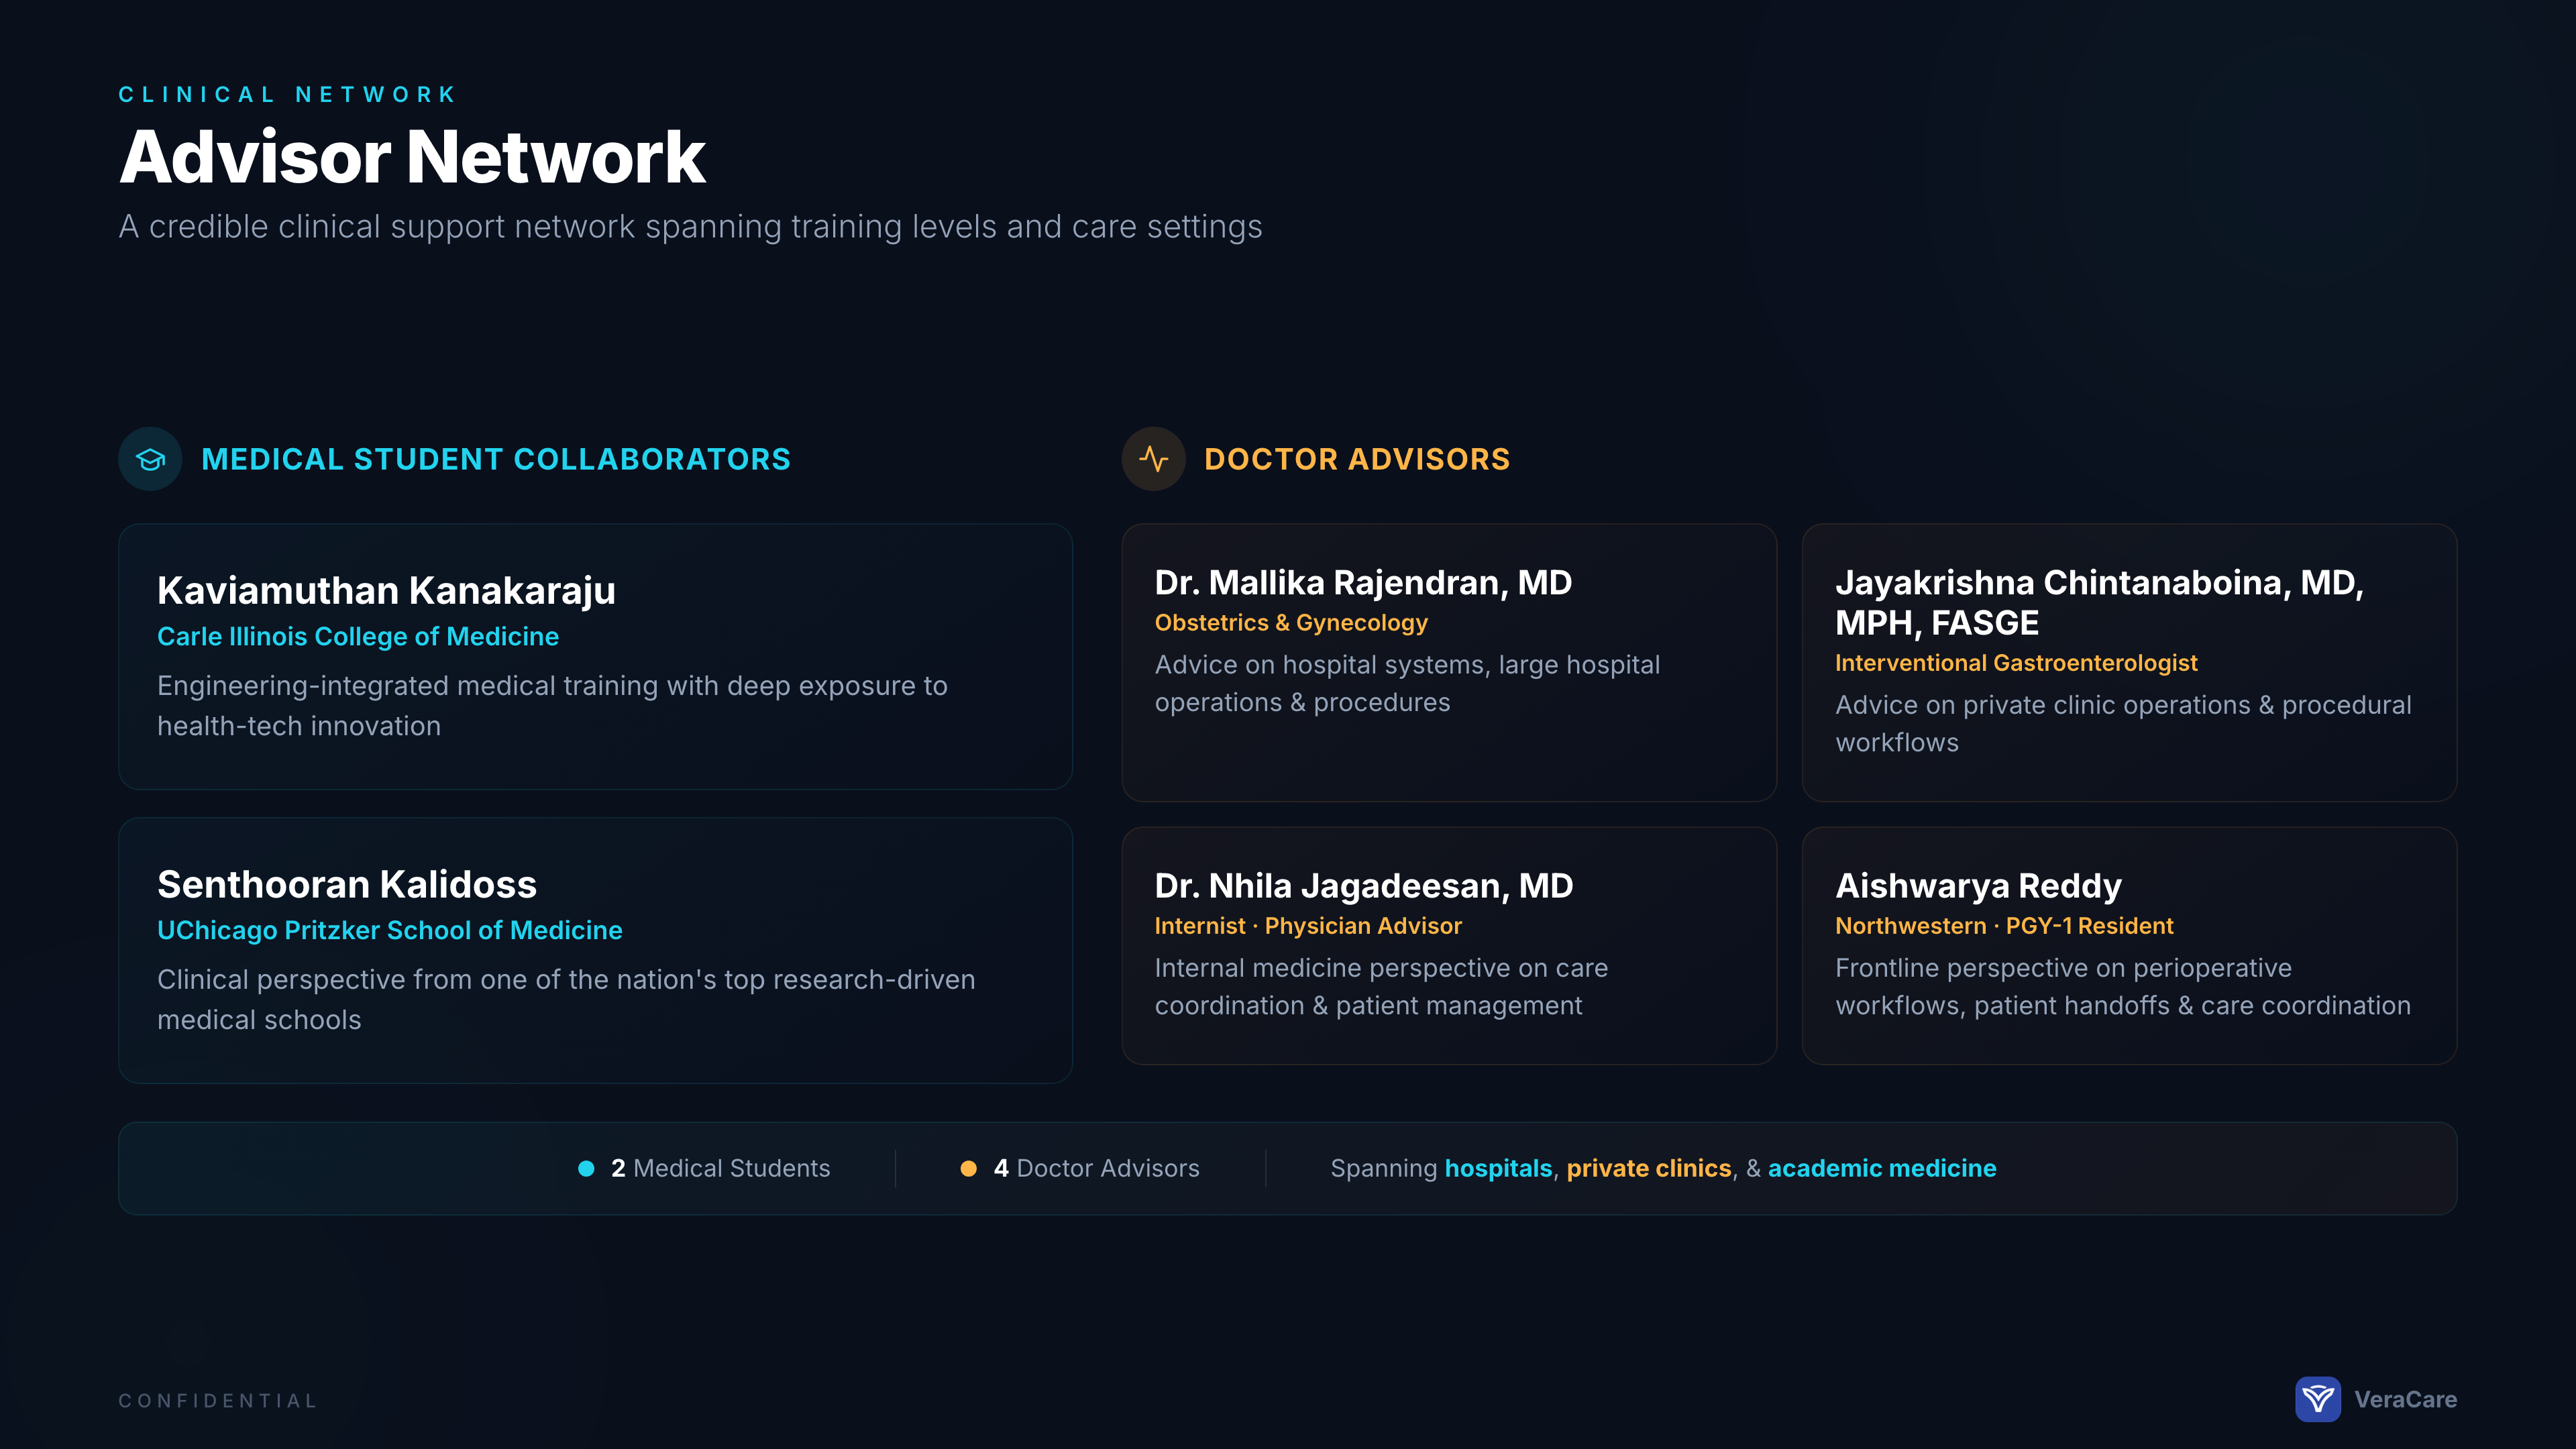 CLINICAL NETWORK
Advisor Network
A credible clinical support network spanning training levels and care settings
MEDICAL STUDENT COLLABORATORS
Kaviamuthan Kanakaraju
Carle Illinois College of Medicine
Engineering-integrated medical training with deep exposure to
health-tech innovation
Senthooran Kalidoss
UChicago Pritzker School of Medicine
Clinical perspective from one of the nation's top research-driven
medical schools
DOCTOR ADVISORS
Dr. Mallika Rajendran, MD
Obstetrics & Gynecology
Advice on hospital systems, large hospital
operations & procedures
Jayakrishna Chintanaboina, MD,
MPH, FASGE
Interventional Gastroenterologist
Advice on private clinic operations & procedural
workflows
Dr. Nhila Jagadeesan, MD
Internist · Physician Advisor
Internal medicine perspective on care
coordination & patient management
Aishwarya Reddy
Northwestern · PGY-1 Resident
Frontline perspective on perioperative
workflows, patient handoffs & care coordination
2 Medical Students
4 Doctor Advisors
Spanning hospitals, private clinics, & academic medicine
CONFIDENTIAL
VeraCare